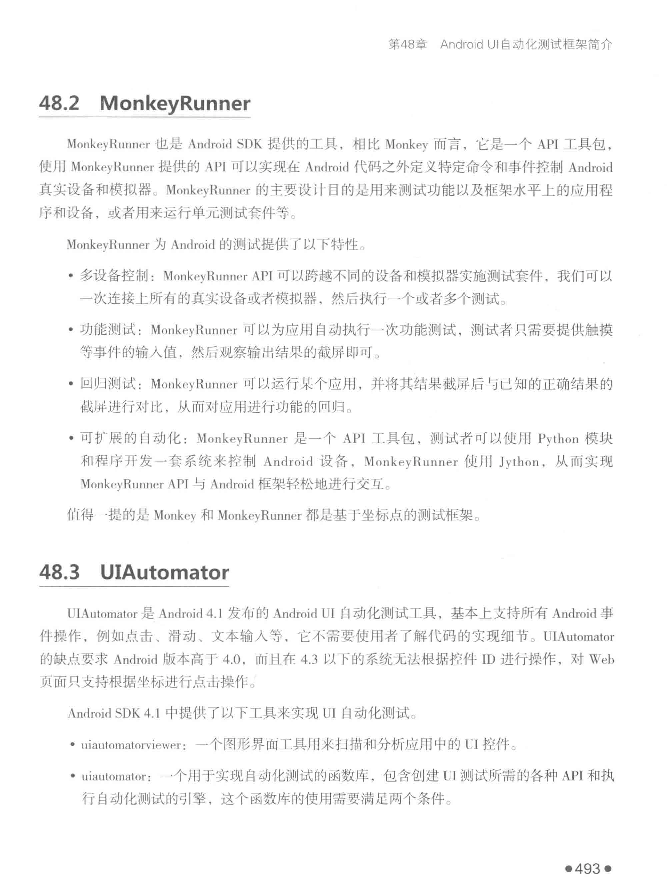 第48章 Android UI自动化测试框架简介
48.2 MonkeyRunner
MonkeyRunner 也是 Android SDK 提供的工具，相比 Monkey 而言，它是一个 API 工具包，
使用 MonkeyRunner 提供的 API 可以实现在 Android 代码之外定义特定命令和事件控制 Android
真实设备和模拟器。MonkeyRunner 的主要设计目的是用来测试功能以及框架水平上的应用程
序和设备，或者用来运行单元测试套件等。
MonkeyRunner 为 Android 的测试提供了以下特性。
• 多设备控制：MonkeyRunner API 可以跨越不同的设备和模拟器实施测试套件，我们可以
一次连接上所有的真实设备或者模拟器，然后执行一个或者多个测试。
• 功能测试：MonkeyRunner 可以为应用自动执行一次功能测试，测试者只需要提供触摸
等事件的输入值，然后观察输出结果的截屏即可。
• 回归测试：MonkeyRunner 可以运行某个应用，并将其结果截屏后与已知的正确结果的
截屏进行对比，从而对应用进行功能的回归。
• 可扩展的自动化：MonkeyRunner 是一个 API 工具包，测试者可以使用 Python 模块
和程序开发一套系统来控制 Android 设备，MonkeyRunner 使用 Jython，从而实现
MonkeyRunner API 与 Android 框架轻松地进行交互。
值得一提的是 Monkey 和 MonkeyRunner 都是基于坐标点的测试框架。
48.3 UIAutomator
UIAutomator 是 Android 4.1 发布的 Android UI 自动化测试工具，基本上支持所有 Android 事
件操作，例如点击、滑动、文本输入等，它不需要使用者了解代码的实现细节。UIAutomator
的缺点要求 Android 版本高于 4.0，而且在 4.3 以下的系统无法根据控件 ID 进行操作，对 Web
页面只支持根据坐标进行点击操作。
Android SDK 4.1 中提供了以下工具来实现 UI 自动化测试。
• uiautomatorviewer：一个图形界面工具用来扫描和分析应用中的 UI 控件。
• uiautomator：一个用于实现自动化测试的函数库，包含创建 UI 测试所需的各种 API 和执
行自动化测试的引擎，这个函数库的使用需要满足两个条件。
●493●